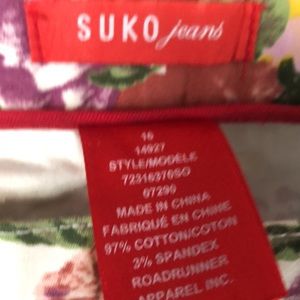 SUKO jeans
16
14927
STYLE/MODÈLE
72316376SO
07290
MADE IN CHINA
FABRIQUÉ EN CHINE
97% COTTON/COTON
3% SPANDEX
ROADRUNNER
APPAREL INC.